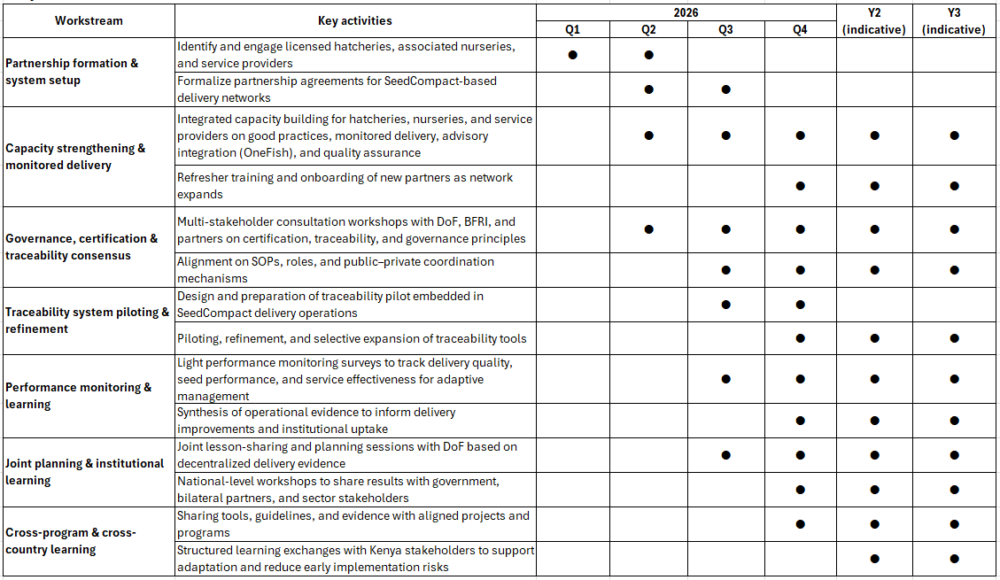 Workstream
Key activities
2026
Y2
(indicative)
Y3
(indicative)
Q1
Q2
Q3
Q4
Partnership formation &
system setup
Identify and engage licensed hatcheries, associated nurseries,
and service providers
Formalize partnership agreements for SeedCompact-based
delivery networks
Capacity strengthening &
monitored delivery
Integrated capacity building for hatcheries, nurseries, and service
providers on good practices, monitored delivery, advisory
integration (OneFish), and quality assurance
Refresher training and onboarding of new partners as network
expands
Governance, certification &
traceability consensus
Multi-stakeholder consultation workshops with DoF, BFRI, and
partners on certification, traceability, and governance principles
Alignment on SOPs, roles, and public–private coordination
mechanisms
Traceability system piloting &
refinement
Design and preparation of traceability pilot embedded in
SeedCompact delivery operations
Piloting, refinement, and selective expansion of traceability tools
Performance monitoring &
learning
Light performance monitoring surveys to track delivery quality,
seed performance, and service effectiveness for adaptive
management
Synthesis of operational evidence to inform delivery
improvements and institutional uptake
Joint planning & institutional
learning
Joint lesson-sharing and planning sessions with DoF based on
decentralized delivery evidence
National-level workshops to share results with government,
bilateral partners, and sector stakeholders
Cross-program & cross-
country learning
Sharing tools, guidelines, and evidence with aligned projects and
programs
Structured learning exchanges with Kenya stakeholders to support
adaptation and reduce early implementation risks